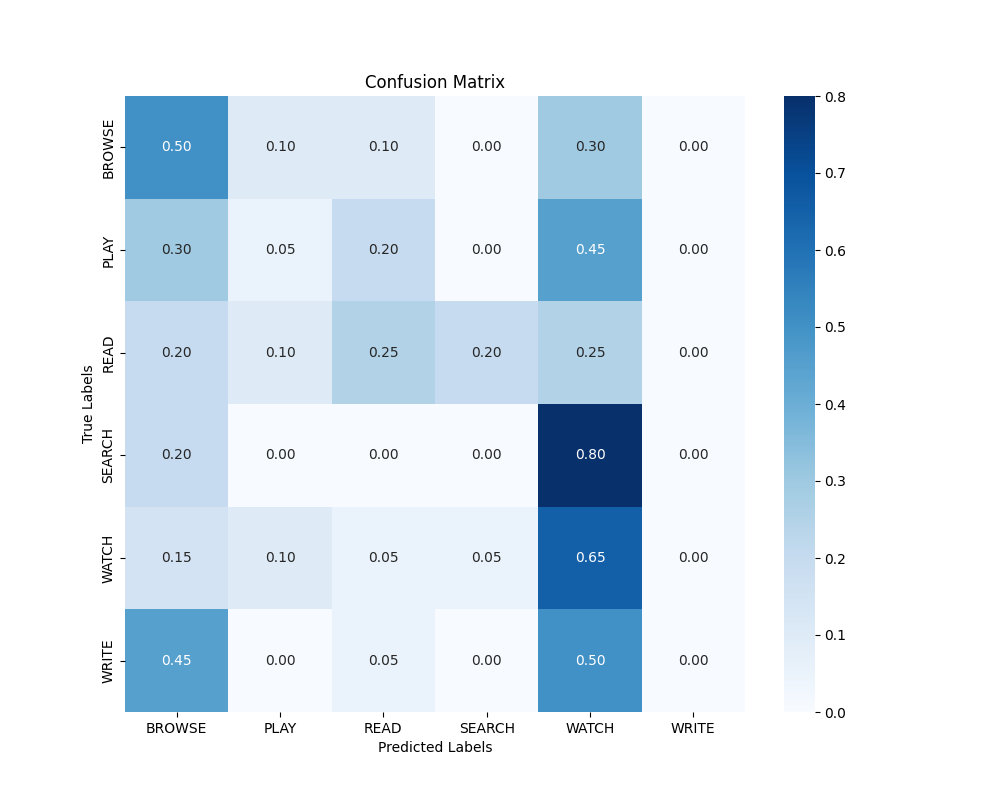 Confusion Matrix
True Labels
BROWSE 0.50 0.10 0.10 0.00 0.30 0.00
PLAY 0.30 0.05 0.20 0.00 0.45 0.00
READ 0.20 0.10 0.25 0.20 0.25 0.00
SEARCH 0.20 0.00 0.00 0.00 0.80 0.00
WATCH 0.15 0.10 0.05 0.05 0.65 0.00
WRITE 0.45 0.00 0.05 0.00 0.50 0.00
BROWSE PLAY READ SEARCH WATCH WRITE
Predicted Labels
0.8
0.7
0.6
0.5
0.4
0.3
0.2
0.1
0.0